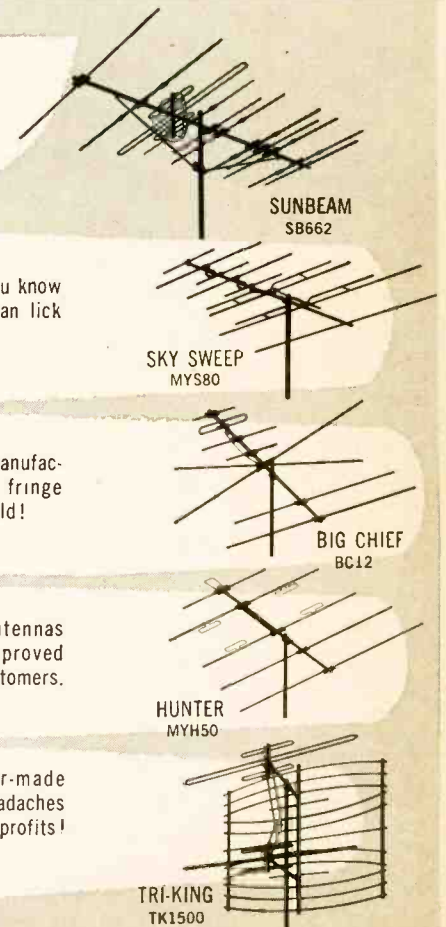 SUNBEAM
SB662
u know
an lick
SKY SWEEP
MYS80
anufac-
fringe
ld!
BIG CHIEF
BC12
tennas
proved
tomers.
HUNTER
MYH50
r-made
adaches
profits!
TRI-KING
TK1500